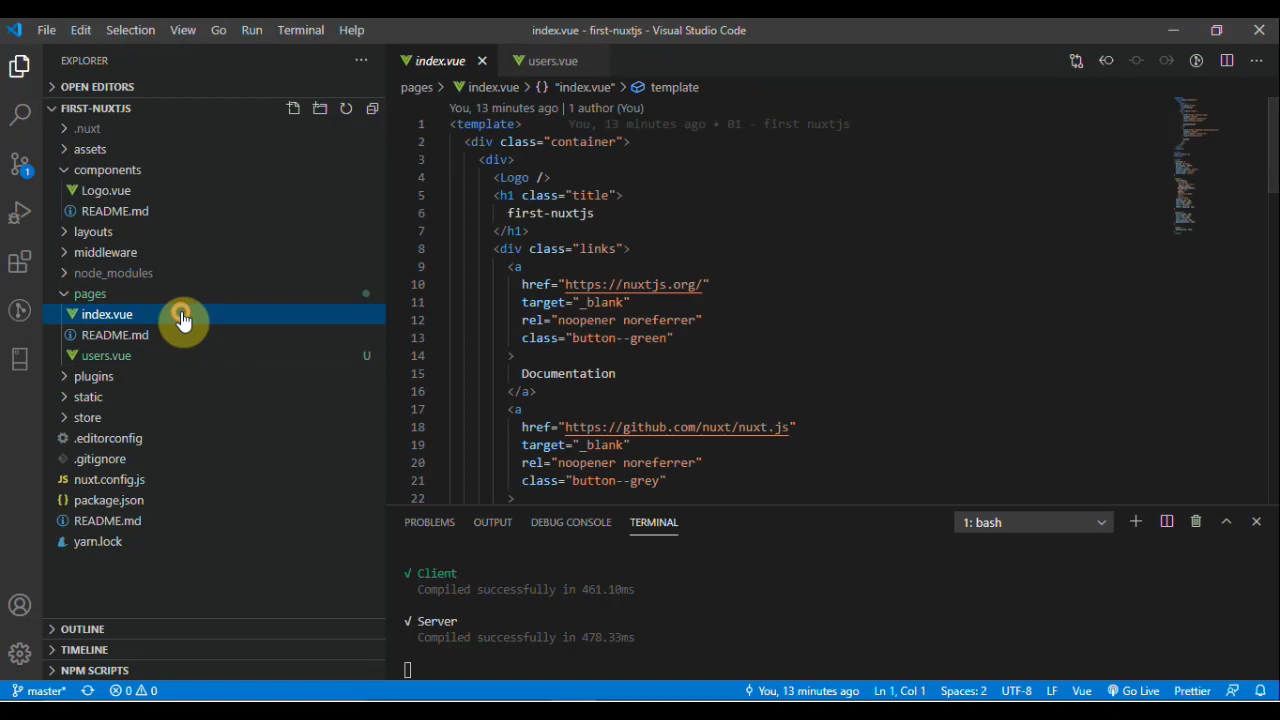 File Edit Selection View Go Run Terminal Help
index.vue - first-nuxtjs - Visual Studio Code
EXPLORER
OPEN EDITORS
FIRST-NUXTJS
.nuxt
assets
components
Logo.vue
README.md
layouts
middleware
node_modules
pages
index.vue
README.md
users.vue U
plugins
static
store
.editorconfig
.gitignore
JS nuxt.config.js
{} package.json
README.md
yarn.lock
OUTLINE
TIMELINE
NPM SCRIPTS
1
index.vue users.vue
pages > index.vue > {} "index.vue" > template
You, 13 minutes ago | 1 author (You)
1 <template> You, 13 minutes ago • 01 - first nuxtjs
2 <div class="container">
3 <div>
4 <Logo />
5 <h1 class="title">
6 first-nuxtjs
7 </h1>
8 <div class="links">
9 <a
10 href="https://nuxtjs.org/"
11 target="_blank"
12 rel="noopener noreferrer"
13 class="button--green"
14 >
15 Documentation
16 </a>
17 <a
18 href="https://github.com/nuxt/nuxt.js"
19 target="_blank"
20 rel="noopener noreferrer"
21 class="button--grey"
22 >
PROBLEMS OUTPUT DEBUG CONSOLE TERMINAL
1: bash
√ Client
Compiled successfully in 461.10ms
√ Server
Compiled successfully in 478.33ms
master* 0 0
You, 13 minutes ago Ln 1, Col 1 Spaces: 2 UTF-8 LF Vue Go Live Prettier